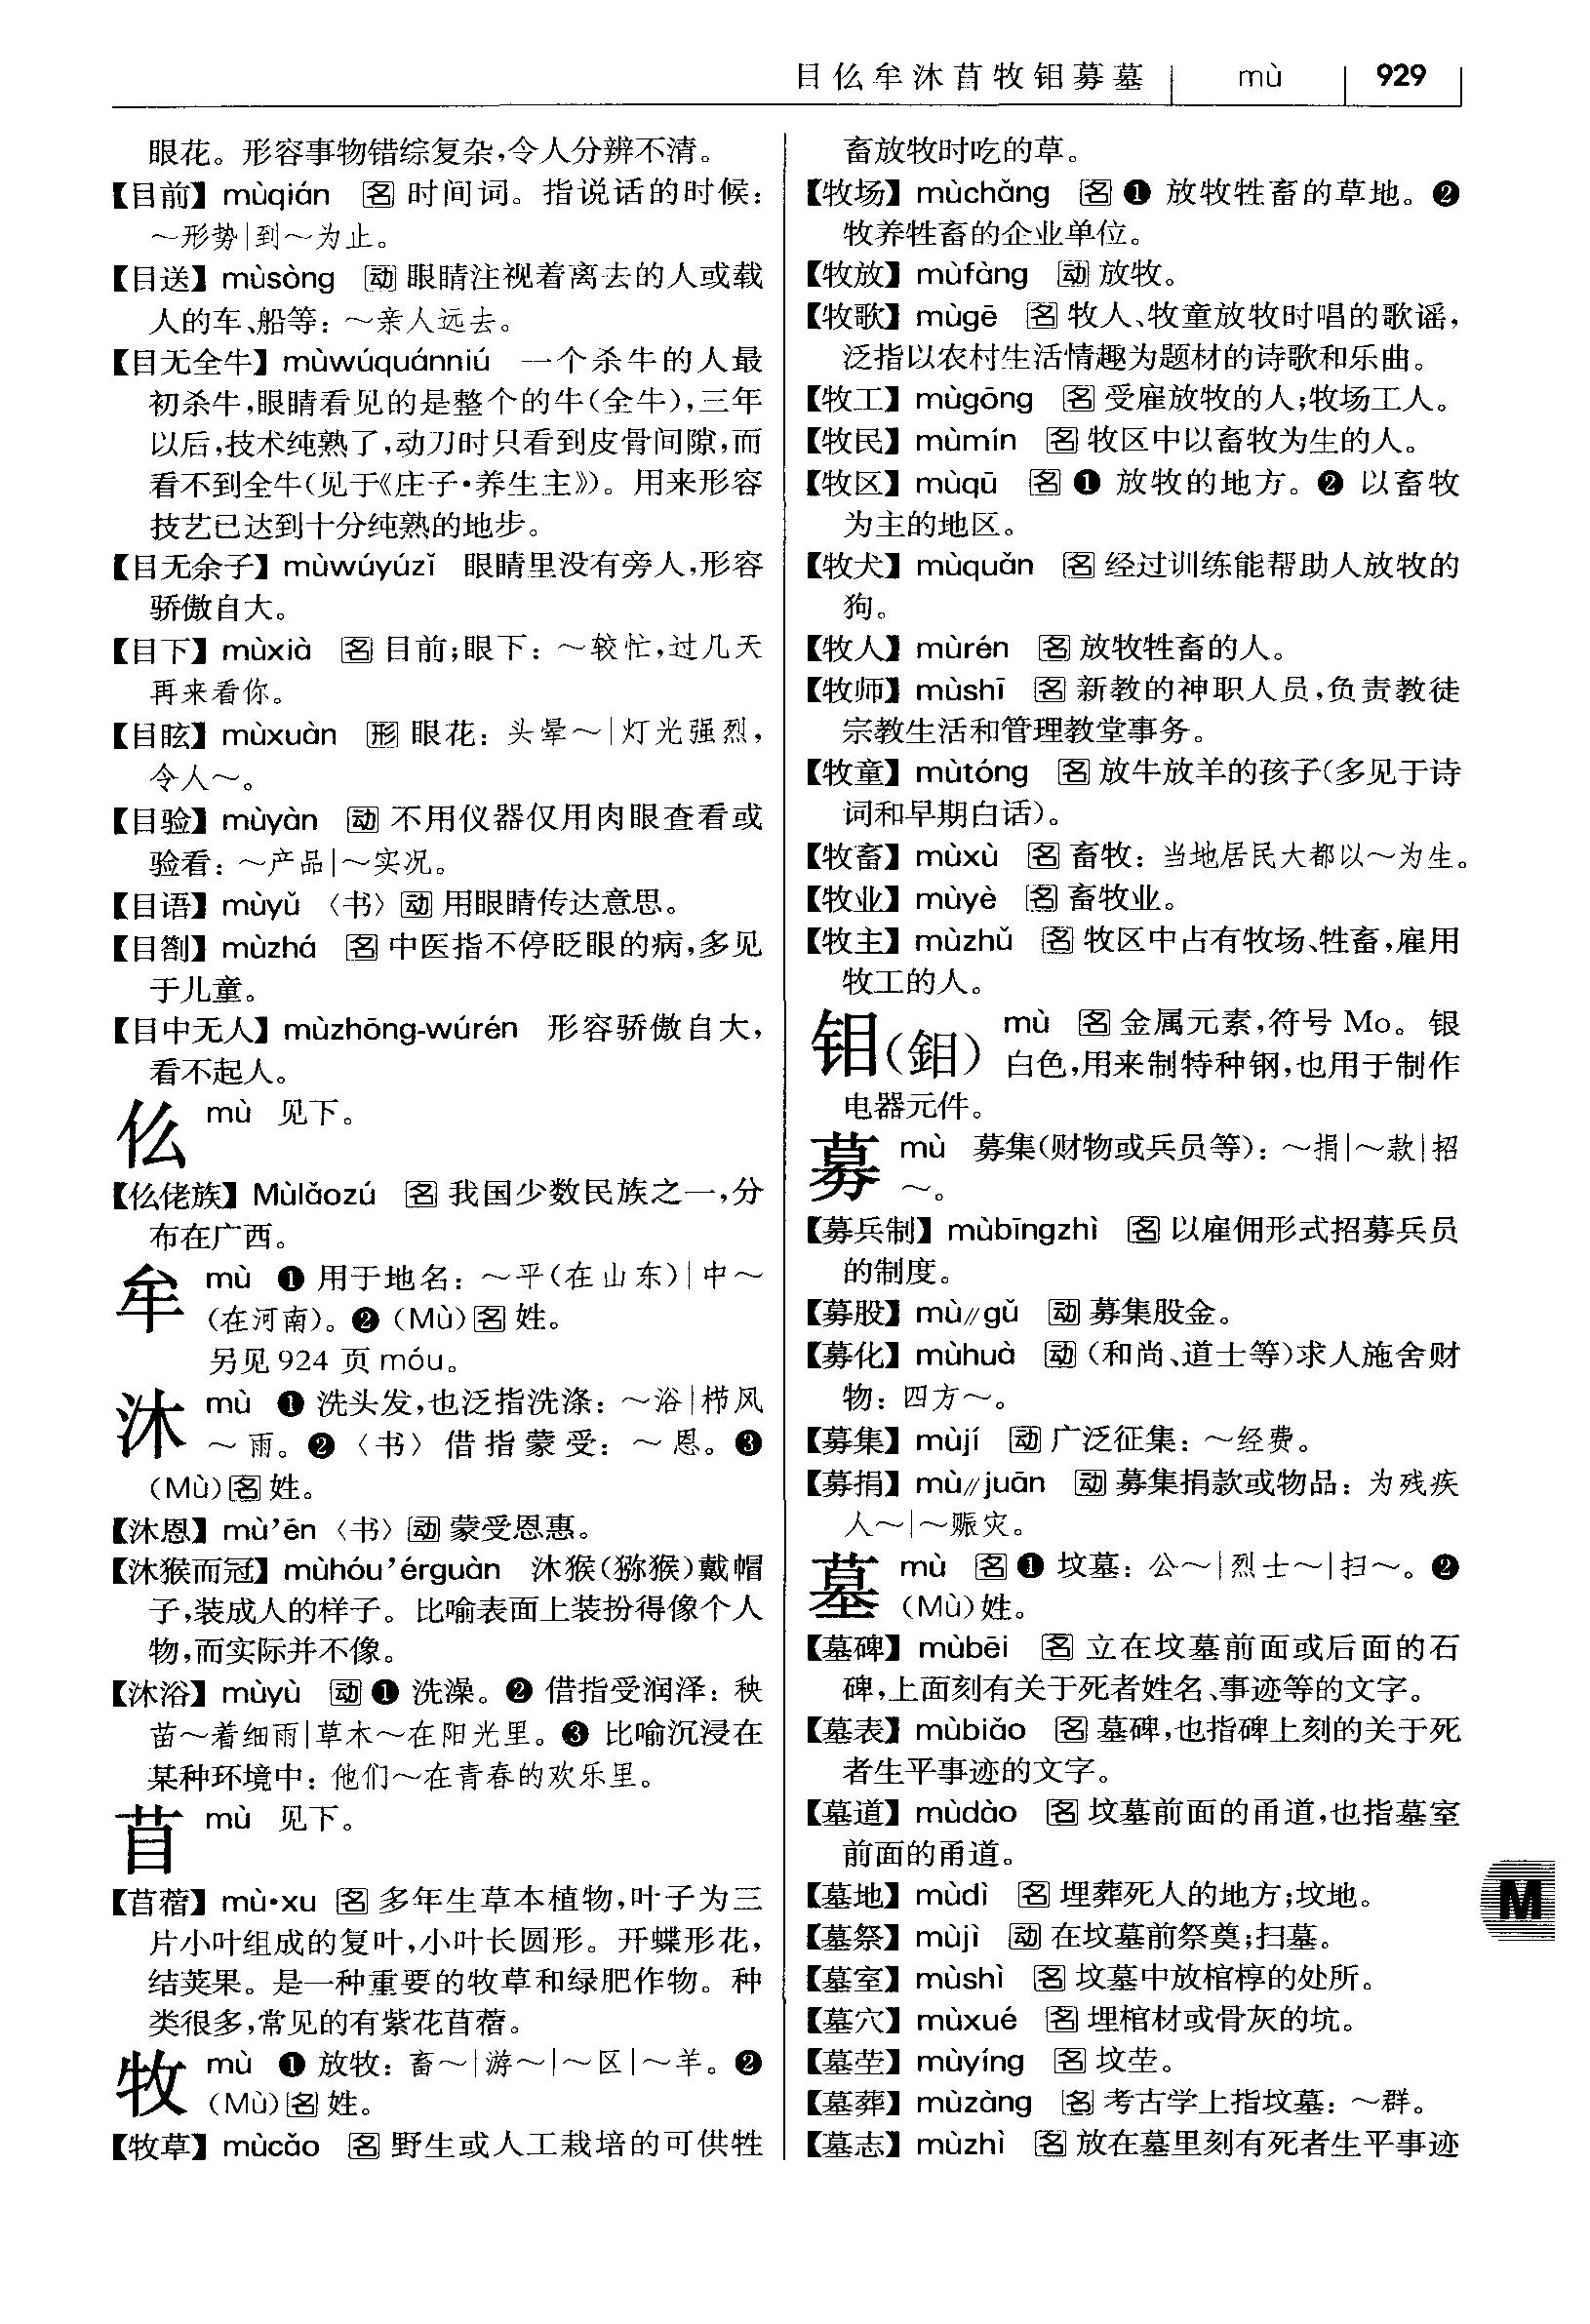 目仫牟沐苜牧钼募墓 mù 929
眼花。形容事物错综复杂,令人分辨不清。
【目前】mùqián 名 时间词。指说话的时候:
～形势|到～为止。
【目送】mùsòng 动 眼睛注视着离去的人或载
人的车、船等:～亲人远去。
【目无全牛】mùwúquánniú 一个杀牛的人最
初杀牛,眼睛看见的是整个的牛(全牛),三年
以后,技术纯熟了,动刀时只看到皮骨间隙,而
看不到全牛(见于《庄子·养生主》)。用来形容
技艺已达到十分纯熟的地步。
【目无余子】mùwúyúzǐ 眼睛里没有旁人,形容
骄傲自大。
【目下】mùxià 名 目前;眼下:～较忙,过几天
再来看你。
【目眩】mùxuàn 形 眼花:头晕～|灯光强烈,
令人～。
【目验】mùyàn 动 不用仪器仅用肉眼查看或
验看:～产品|～实况。
【目语】mùyǔ〈书〉动 用眼睛传达意思。
【目劄】mùzhá 名 中医指不停眨眼的病,多见
于儿童。
【目中无人】mùzhōng-wúrén 形容骄傲自大,
看不起人。
仫 mù 见下。
【仫佬族】Mùlǎozú 名 我国少数民族之一,分
布在广西。
牟 mù ❶ 用于地名:～平(在山东)|中～
(在河南)。❷(Mù)名 姓。
另见 924 页 móu。
沐 mù ❶ 洗头发,也泛指洗涤:～浴|栉风
～雨。❷〈书〉借指蒙受:～恩。❸
(Mù)名 姓。
【沐恩】mù’ēn〈书〉动 蒙受恩惠。
【沐猴而冠】mùhóu’érguàn 沐猴(猕猴)戴帽
子,装成人的样子。比喻表面上装扮得像个人
物,而实际并不像。
【沐浴】mùyù 动 ❶ 洗澡。❷ 借指受润泽:秧
苗～着细雨|草木～在阳光里。❸ 比喻沉浸在
某种环境中:他们～在青春的欢乐里。
苜 mù 见下。
【苜蓿】mù·xu 名 多年生草本植物,叶子为三
片小叶组成的复叶,小叶长圆形。开蝶形花,
结荚果。是一种重要的牧草和绿肥作物。种
类很多,常见的有紫花苜蓿。
牧 mù ❶ 放牧:畜～|游～|～区|～羊。❷
(Mù)名 姓。
【牧草】mùcǎo 名 野生或人工栽培的可供牲
畜放牧时吃的草。
【牧场】mùchǎng 名 ❶ 放牧牲畜的草地。❷
牧养牲畜的企业单位。
【牧放】mùfàng 动 放牧。
【牧歌】mùgē 名 牧人、牧童放牧时唱的歌谣,
泛指以农村生活情趣为题材的诗歌和乐曲。
【牧工】mùgōng 名 受雇放牧的人;牧场工人。
【牧民】mùmín 名 牧区中以畜牧为生的人。
【牧区】mùqū 名 ❶ 放牧的地方。❷ 以畜牧
为主的地区。
【牧犬】mùquǎn 名 经过训练能帮助人放牧的
狗。
【牧人】mùrén 名 放牧牲畜的人。
【牧师】mùshī 名 新教的神职人员,负责教徒
宗教生活和管理教堂事务。
【牧童】mùtóng 名 放牛放羊的孩子(多见于诗
词和早期白话)。
【牧畜】mùxù 名 畜牧:当地居民大都以～为生。
【牧业】mùyè 名 畜牧业。
【牧主】mùzhǔ 名 牧区中占有牧场、牲畜,雇用
牧工的人。
钼(鉬) mù 名 金属元素,符号 Mo。银
白色,用来制特种钢,也用于制作
电器元件。
募 mù 募集(财物或兵员等):～捐|～款|招
～。
【募兵制】mùbīngzhì 名 以雇佣形式招募兵员
的制度。
【募股】mù∥gǔ 动 募集股金。
【募化】mùhuà 动(和尚、道士等)求人施舍财
物:四方～。
【募集】mùjí 动 广泛征集:～经费。
【募捐】mù∥juān 动 募集捐款或物品:为残疾
人～|～赈灾。
墓 mù 名 ❶ 坟墓:公～|烈士～|扫～。❷
(Mù)姓。
【墓碑】mùbēi 名 立在坟墓前面或后面的石
碑,上面刻有关于死者姓名、事迹等的文字。
【墓表】mùbiǎo 名 墓碑,也指碑上刻的关于死
者生平事迹的文字。
【墓道】mùdào 名 坟墓前面的甬道,也指墓室
前面的甬道。
【墓地】mùdì 名 埋葬死人的地方;坟地。
【墓祭】mùjì 动 在坟墓前祭奠;扫墓。
【墓室】mùshì 名 坟墓中放棺椁的处所。
【墓穴】mùxué 名 埋棺材或骨灰的坑。
【墓茔】mùyíng 名 坟茔。
【墓葬】mùzàng 名 考古学上指坟墓:～群。
【墓志】mùzhì 名 放在墓里刻有死者生平事迹
M